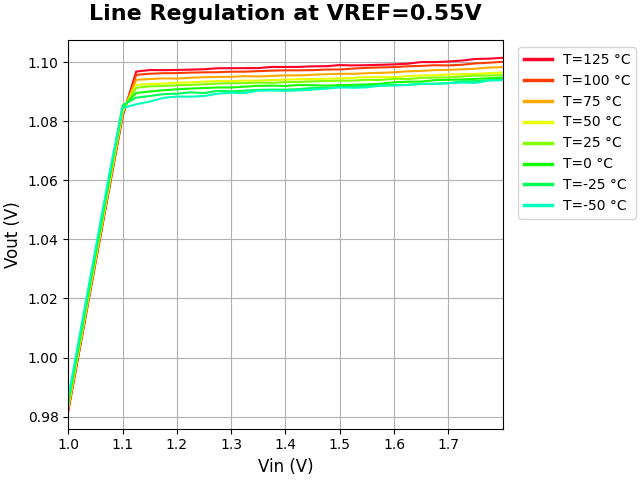 Line Regulation at VREF=0.55V
Vout (V)
1.10
1.08
1.06
1.04
1.02
1.00
0.98
1.0 1.1 1.2 1.3 1.4 1.5 1.6 1.7
Vin (V)
T=125 °C
T=100 °C
T=75 °C
T=50 °C
T=25 °C
T=0 °C
T=-25 °C
T=-50 °C